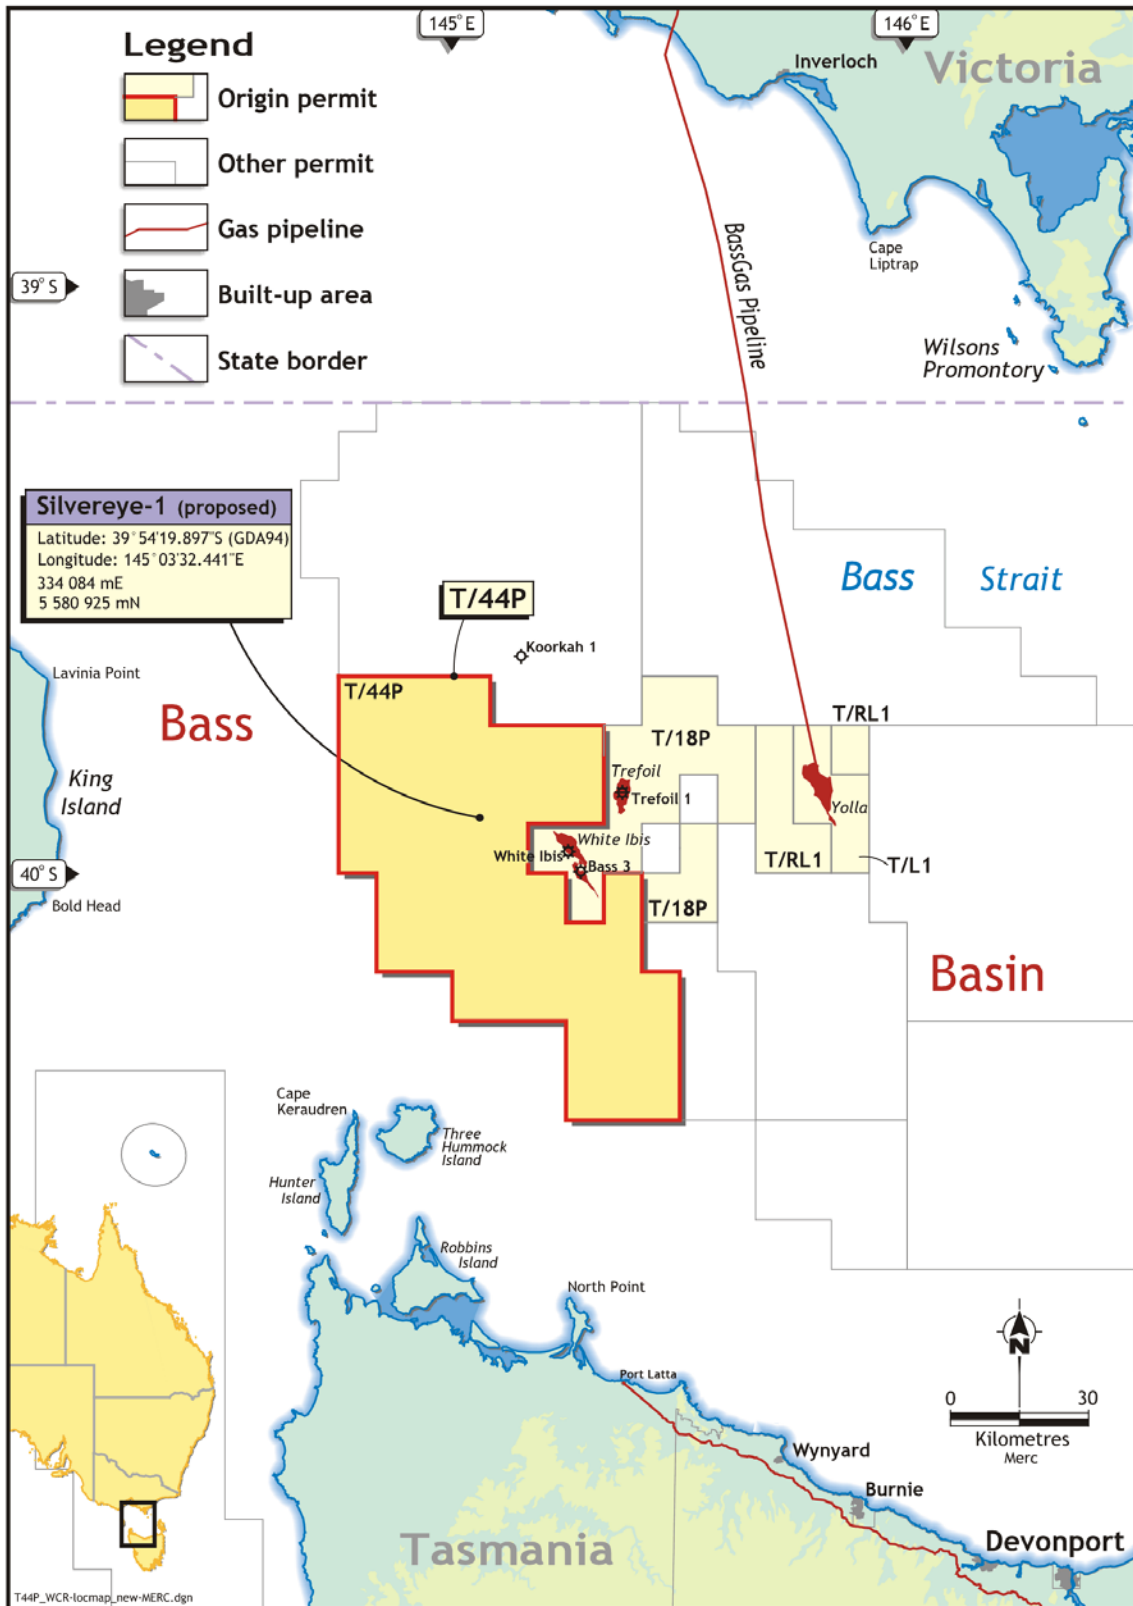 145° E
146° E
Legend
Origin permit
Other permit
Gas pipeline
Built-up area
State border
Inverloch
Victoria
Cape
Liptrap
BassGas Pipeline
39° S
Wilsons
Promontory
Silvereye-1 (proposed)
Latitude: 39°54'19.897"S (GDA94)
Longitude: 145°03'32.441"E
334 084 mE
5 580 925 mN
Bass Strait
T/44P
Koorkah 1
Lavinia Point
T/44P
Bass
T/RL1
T/18P
King
Island
Trefoil
Trefoil 1
Yolla
White Ibis
White Ibis
Bass 3
T/RL1
T/L1
40° S
Bold Head
T/18P
Basin
Cape
Keraudren
Three
Hummock
Island
Hunter
Island
Robbins
Island
North Point
N
Port Latta
0 30
Kilometres
Merc
Wynyard
Burnie
Tasmania
Devonport
T44P_WCR-locmap_new-MERC.dgn